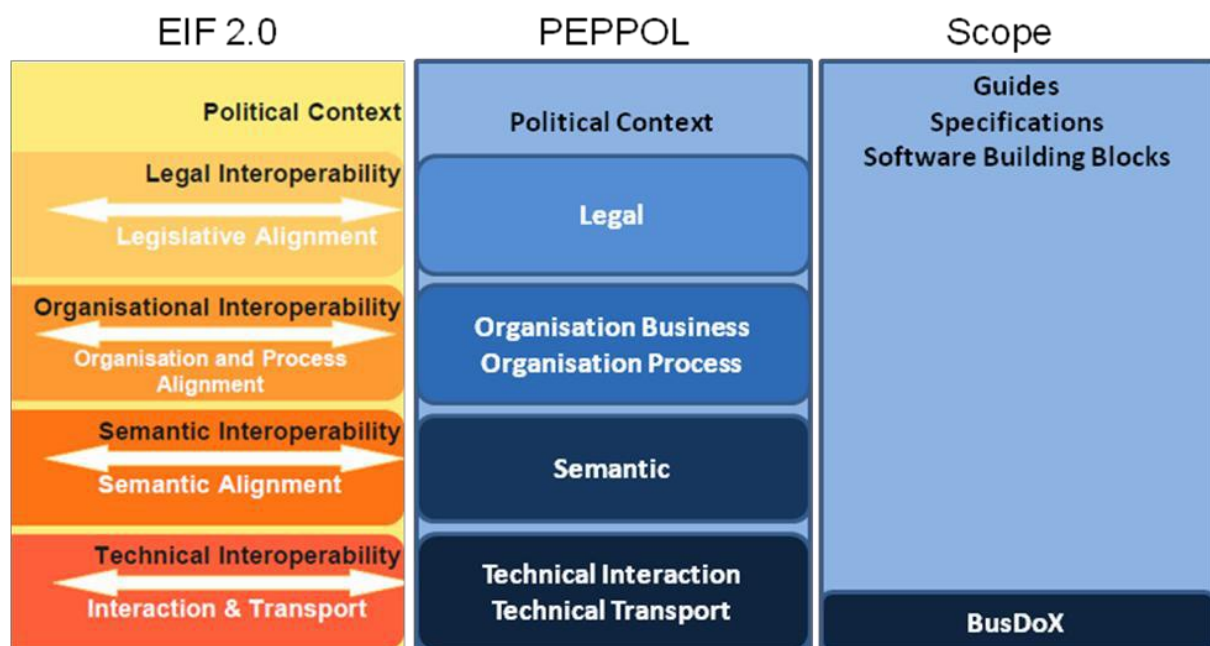 EIF 2.0
Political Context
Legal Interoperability
Legislative Alignment
Organisational Interoperability
Organisation and Process
Alignment
Semantic Interoperability
Semantic Alignment
Technical Interoperability
Interaction & Transport
PEPPOL
Political Context
Legal
Organisation Business
Organisation Process
Semantic
Technical Interaction
Technical Transport
Scope
Guides
Specifications
Software Building Blocks
BusDoX